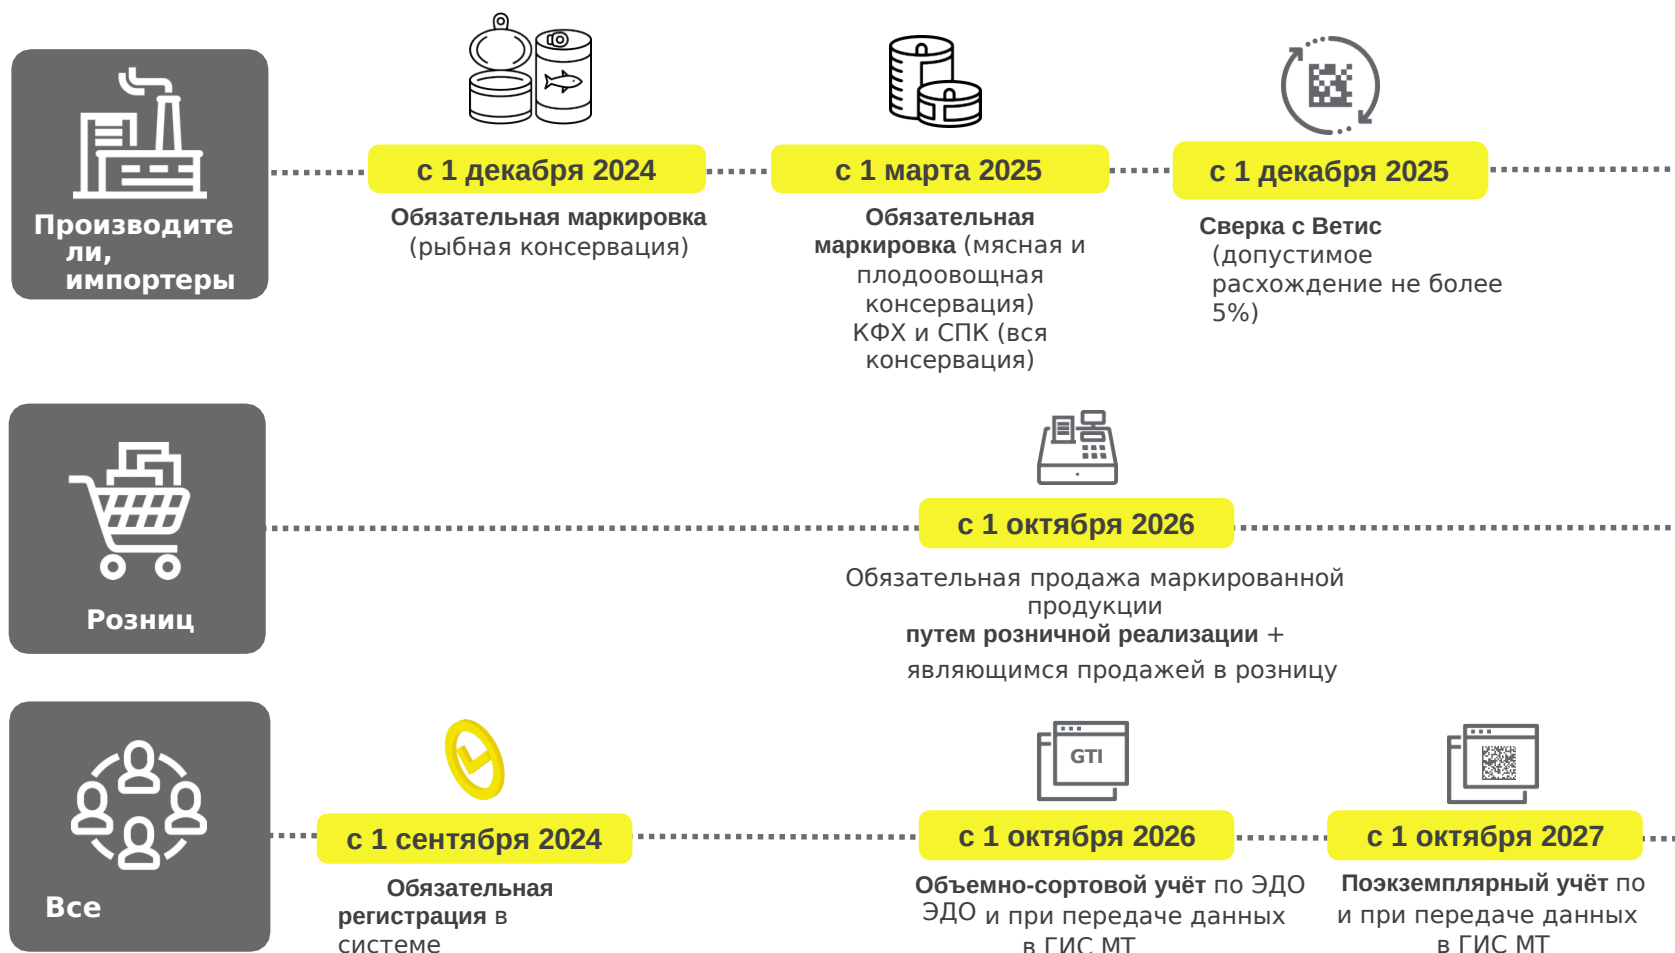 с 1 декабря 2024
с 1 марта 2025
с 1 декабря 2025
Производите
ли,
импортеры
Обязательная маркировка
(рыбная консервация)
Обязательная
маркировка (мясная и
плодоовощная
консервация)
КФХ и СПК (вся
консервация)
Сверка с Ветис
(допустимое
расхождение не более
5%)
с 1 октября 2026
Розниц
Обязательная продажа маркированной
продукции
путем розничной реализации +
являющимся продажей в розницу
GTI
с 1 сентября 2024
с 1 октября 2026
с 1 октября 2027
Все
Обязательная
регистрация в
системе
Объемно-сортовой учёт по ЭДО
ЭДО и при передаче данных
в ГИС МТ
Поэкземплярный учёт по
и при передаче данных
в ГИС МТ